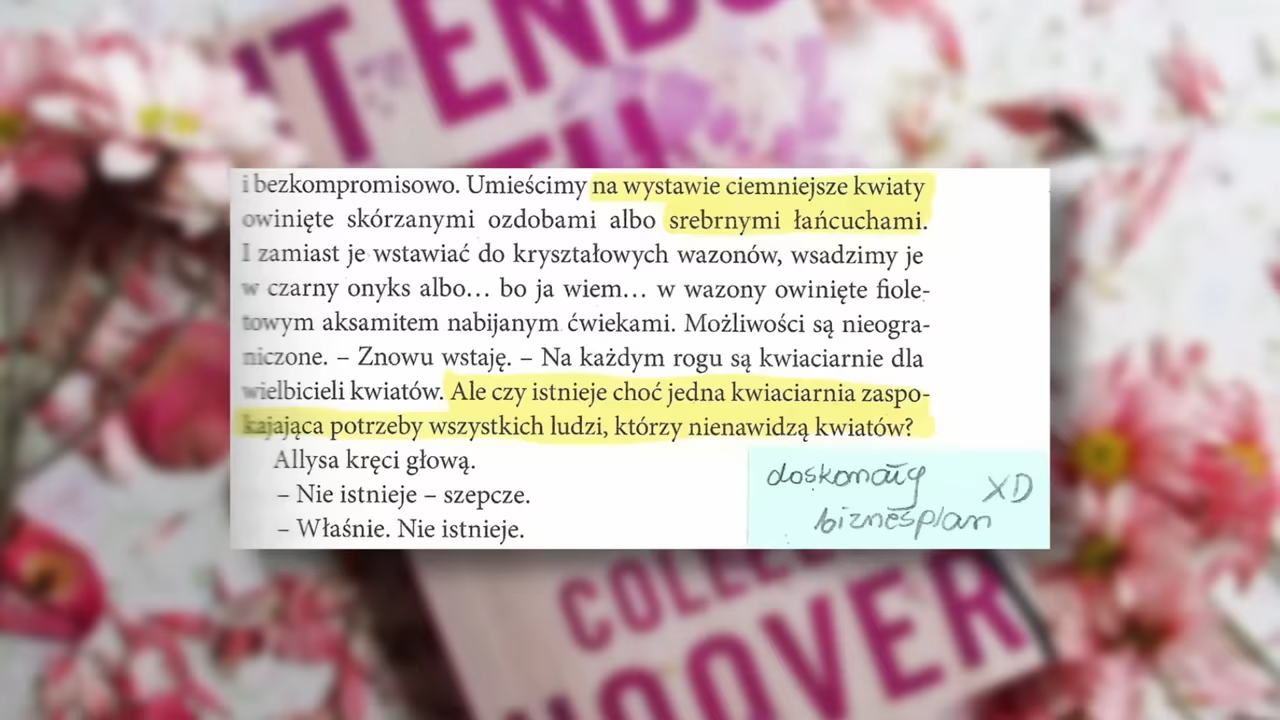 IT ENDS
WITH
i bezkompromisowo. Umieścimy na wystawie ciemniejsze kwiaty
owinięte skórzanymi ozdobami albo srebrnymi łańcuchami.
I zamiast je wstawiać do kryształowych wazonów, wsadzimy je
w czarny onyks albo… bo ja wiem… w wazony owinięte fiole-
towym aksamitem nabijanym ćwiekami. Możliwości są nieogra-
niczone. – Znowu wstaję. – Na każdym rogu są kwiaciarnie dla
wielbicieli kwiatów. Ale czy istnieje choć jedna kwiaciarnia zaspo-
kajająca potrzeby wszystkich ludzi, którzy nienawidzą kwiatów?
Allysa kręci głową.
– Nie istnieje – szepcze.
– Właśnie. Nie istnieje.
doskonały XD
biznesplan
COLLEEN
HOOVER